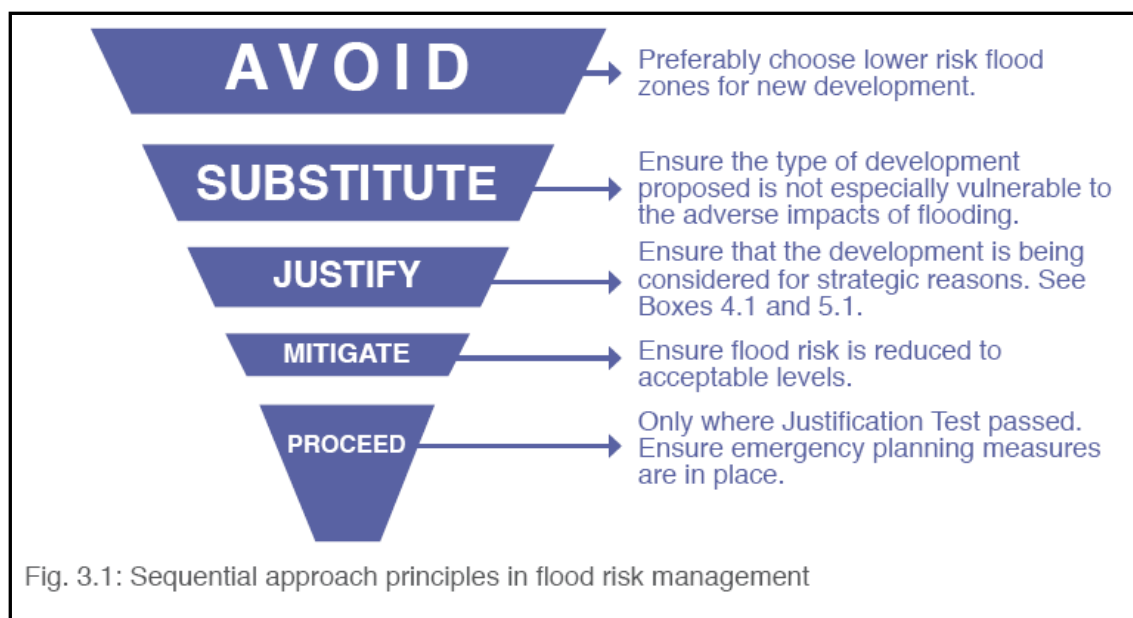 AVOID
Preferably choose lower risk flood
zones for new development.
SUBSTITUTE
Ensure the type of development
proposed is not especially vulnerable to
the adverse impacts of flooding.
JUSTIFY
Ensure that the development is being
considered for strategic reasons. See
Boxes 4.1 and 5.1.
MITIGATE
Ensure flood risk is reduced to
acceptable levels.
PROCEED
Only where Justification Test passed.
Ensure emergency planning measures
are in place.
Fig. 3.1: Sequential approach principles in flood risk management